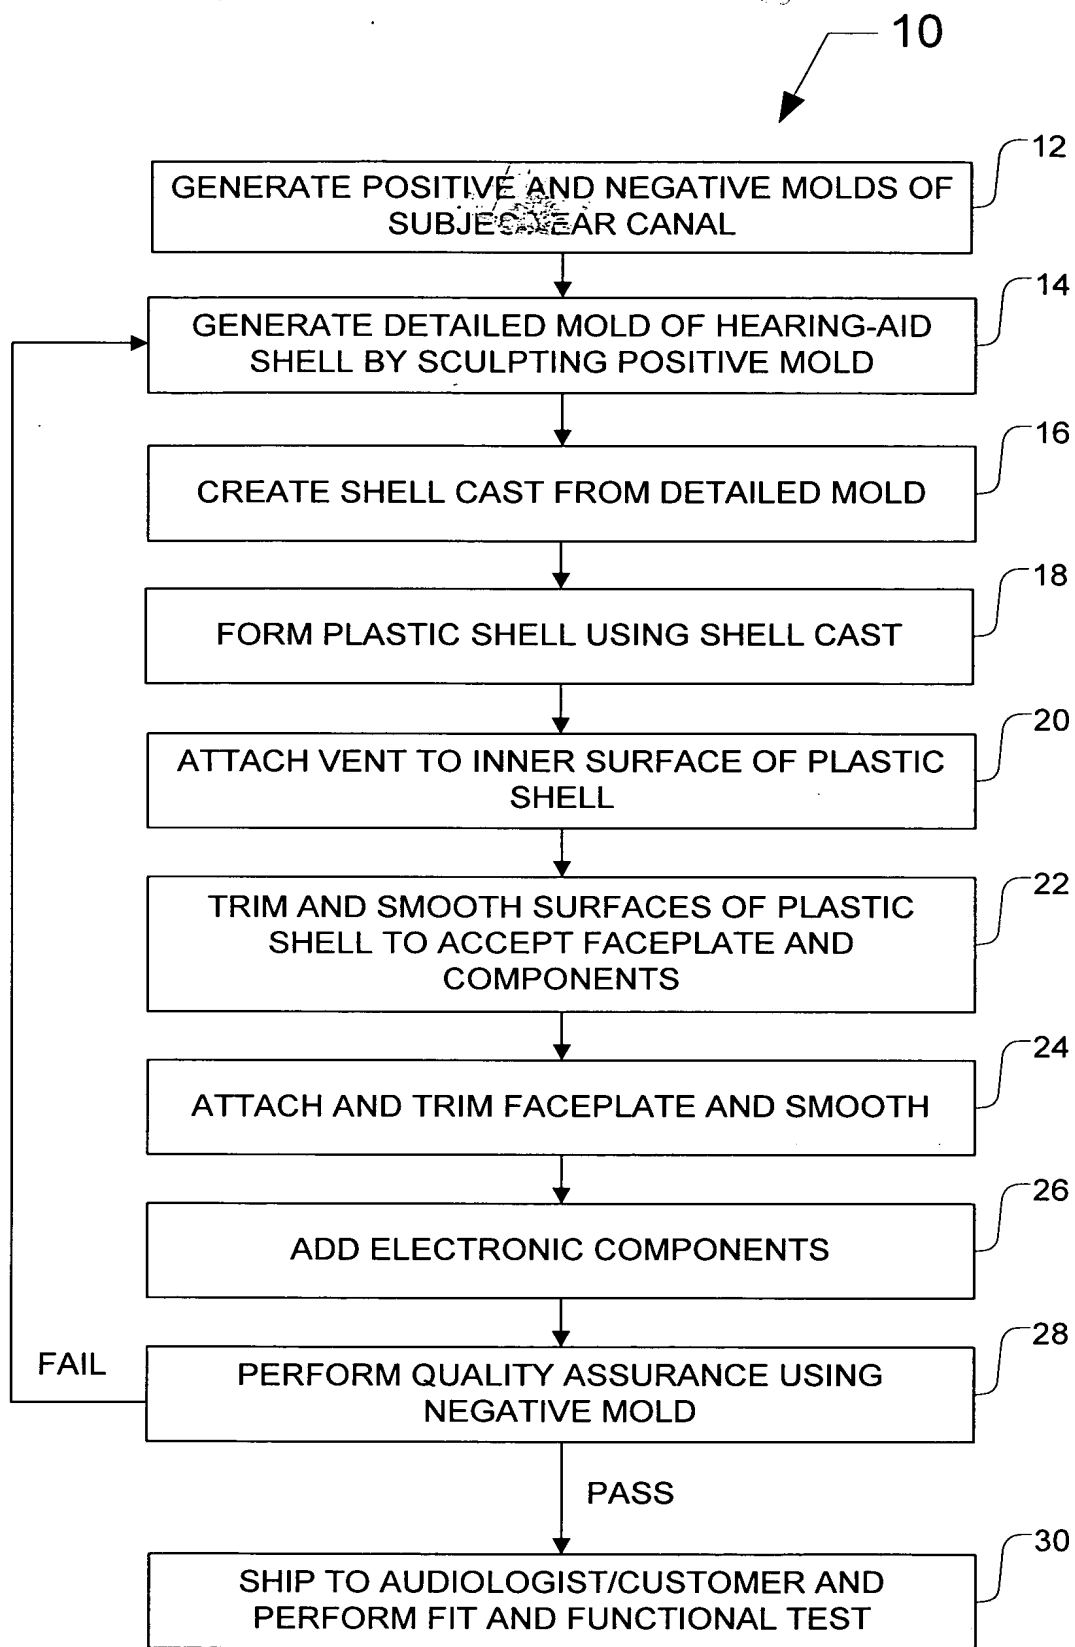 10
12
GENERATE POSITIVE AND NEGATIVE MOLDS OF
EAR CANAL
14
GENERATE DETAILED MOLD OF HEARING-AID
SHELL BY SCULPTING POSITIVE MOLD
16
CREATE SHELL CAST FROM DETAILED MOLD
18
FORM PLASTIC SHELL USING SHELL CAST
20
ATTACH VENT TO INNER SURFACE OF PLASTIC
SHELL
22
TRIM AND SMOOTH SURFACES OF PLASTIC
SHELL TO ACCEPT FACEPLATE AND
COMPONENTS
24
ATTACH AND TRIM FACEPLATE AND SMOOTH
26
ADD ELECTRONIC COMPONENTS
28
FAIL
PERFORM QUALITY ASSURANCE USING
NEGATIVE MOLD
PASS
30
SHIP TO AUDIOLOGIST/CUSTOMER AND
PERFORM FIT AND FUNCTIONAL TEST